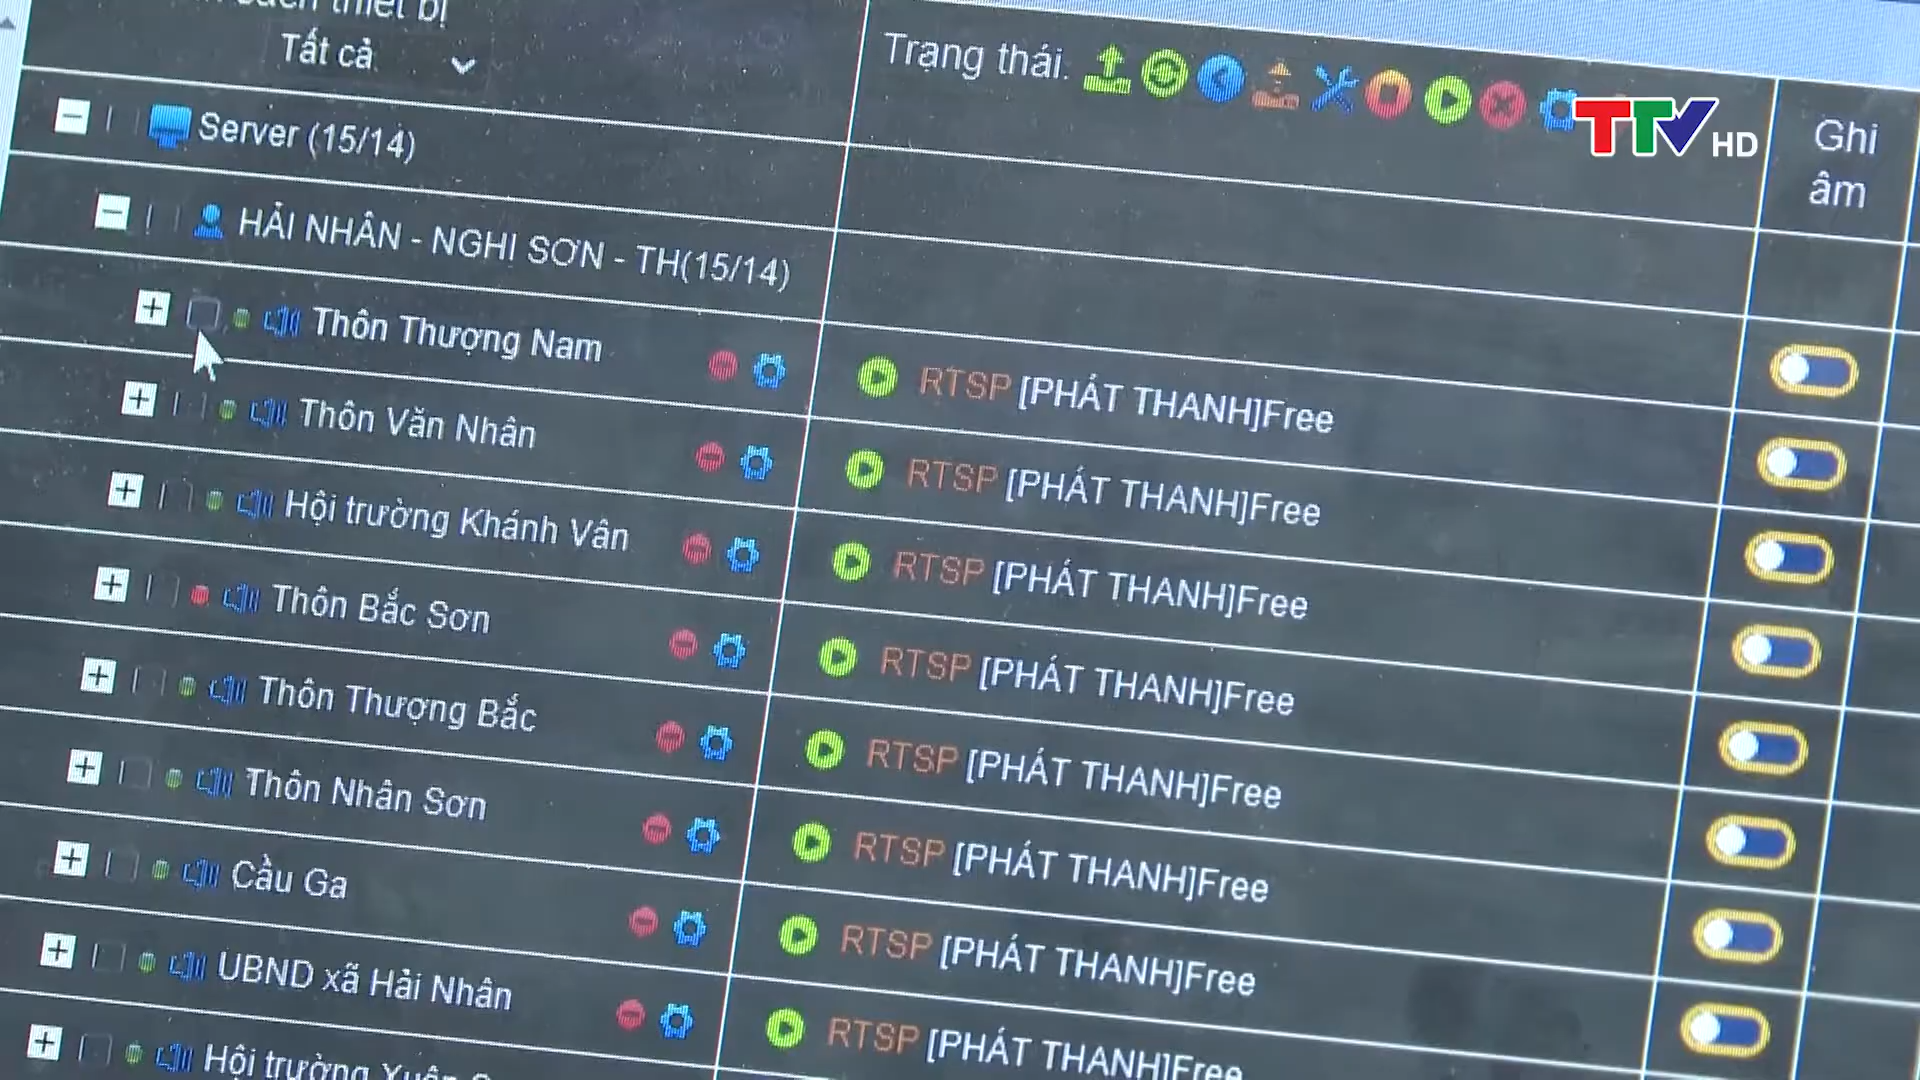 thiết bị
Tất cả
Trạng thái.
Ghi
âm
TTV HD
Server (15/14)
HẢI NHÂN - NGHI SƠN - TH(15/14)
Thôn Thượng Nam
RTSP [PHÁT THANH]Free
Thôn Văn Nhân
RTSP [PHÁT THANH]Free
Hội trường Khánh Vân
RTSP [PHÁT THANH]Free
Thôn Bắc Sơn
RTSP [PHÁT THANH]Free
Thôn Thượng Bắc
RTSP [PHÁT THANH]Free
Thôn Nhân Sơn
RTSP [PHÁT THANH]Free
Cầu Ga
RTSP [PHÁT THANH]Free
UBND xã Hải Nhân
RTSP [PHÁT THANH]Free
Hội trường Xuân